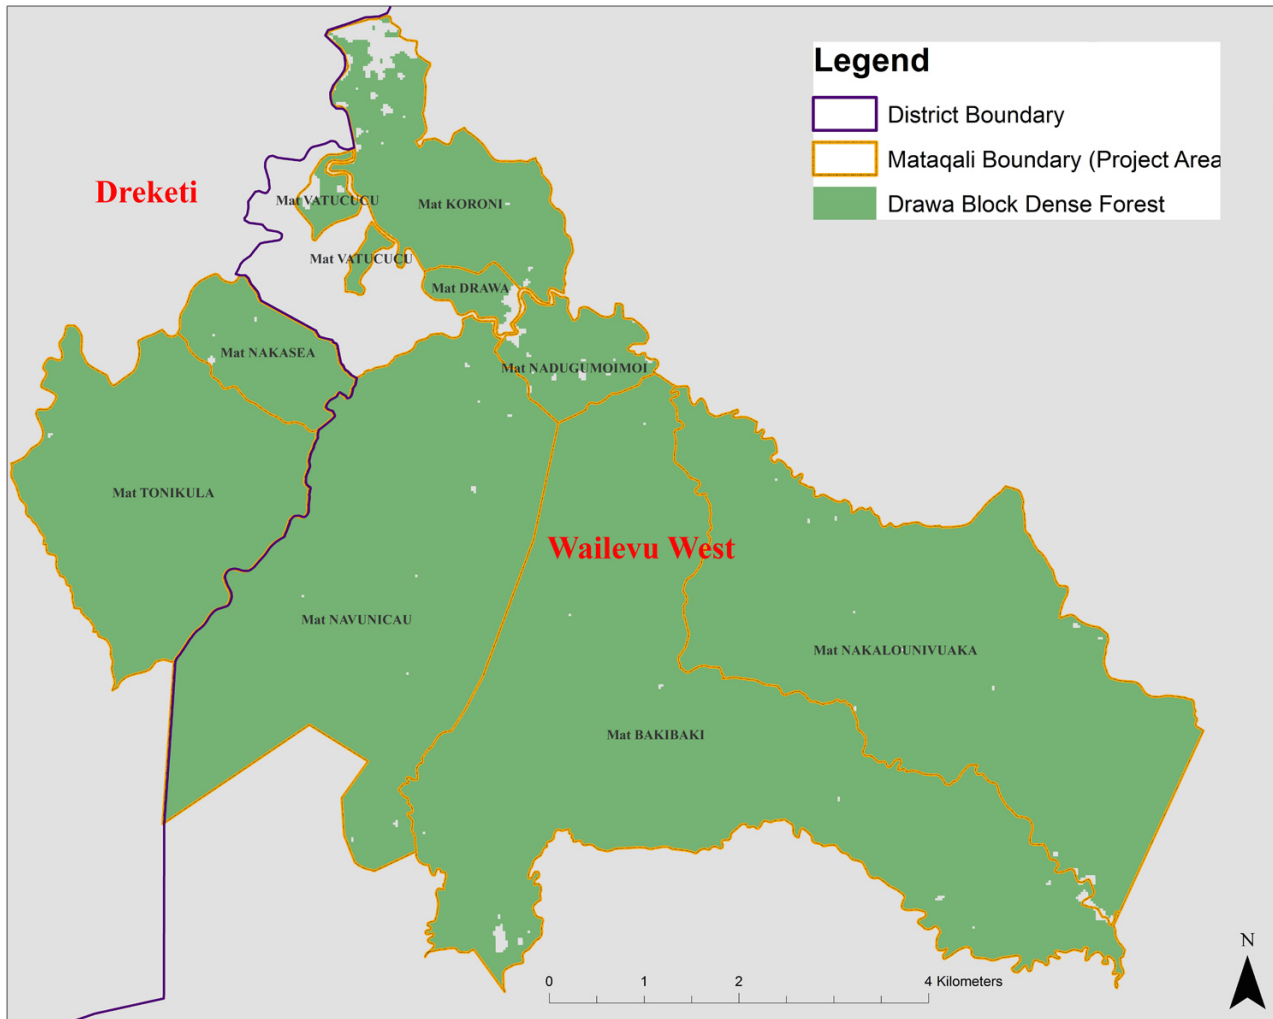 Legend
District Boundary
Mataqali Boundary (Project Area
Drawa Block Dense Forest
Dreketi
Mat VATUCUCU
Mat KORONI
Mat VATUCUCU
Mat DRAWA
Mat NAKASEA
Mat NADUGUMOIMOI
Mat TONIKULA
Wailevu West
Mat NAVUNICAU
Mat NAKALOUNIVUAKA
Mat BAKIBAKI
N
0 1 2 4 Kilometers